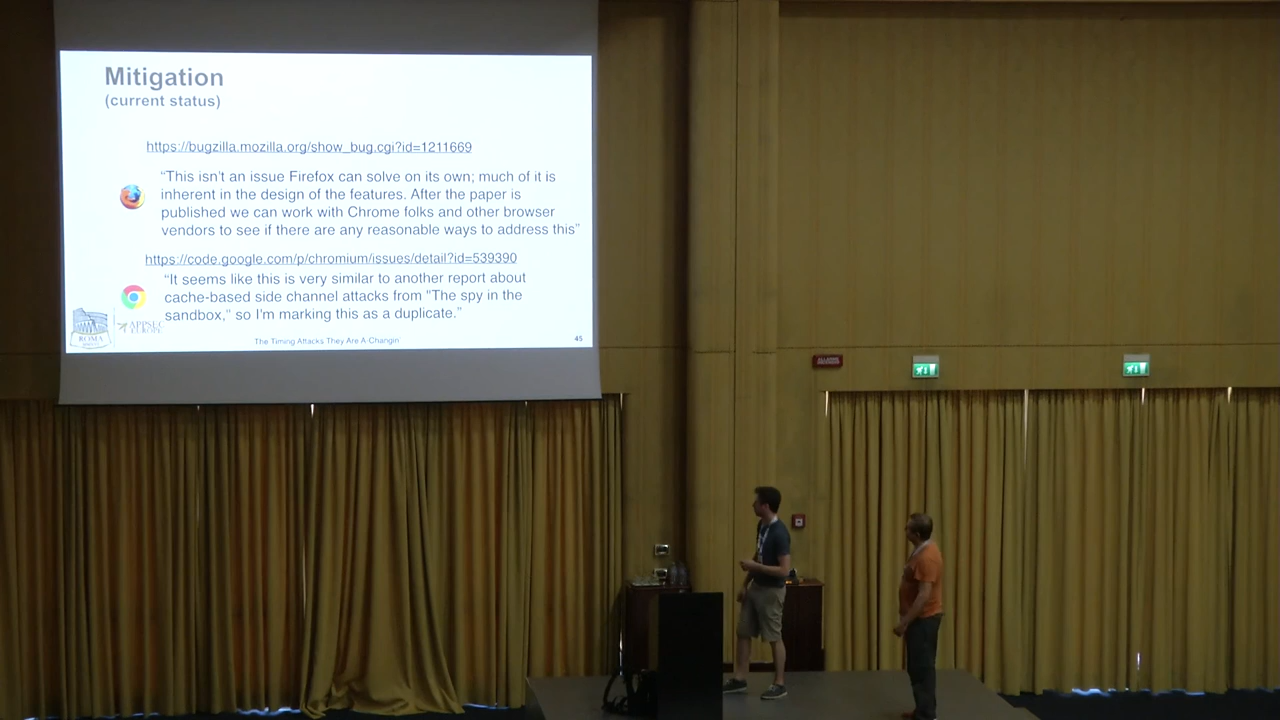 Mitigation
(current status)
https://bugzilla.mozilla.org/show_bug.cgi?id=1211669
“This isn’t an issue Firefox can solve on its own; much of it is
inherent in the design of the features. After the paper is
published we can work with Chrome folks and other browser
vendors to see if there are any reasonable ways to address this”
https://code.google.com/p/chromium/issues/detail?id=539390
“It seems like this is very similar to another report about
cache-based side channel attacks from "The spy in the
sandbox," so I’m marking this as a duplicate.”
ROMA
APPSEC
EUROPE
The Timing Attacks They Are A Changin
45